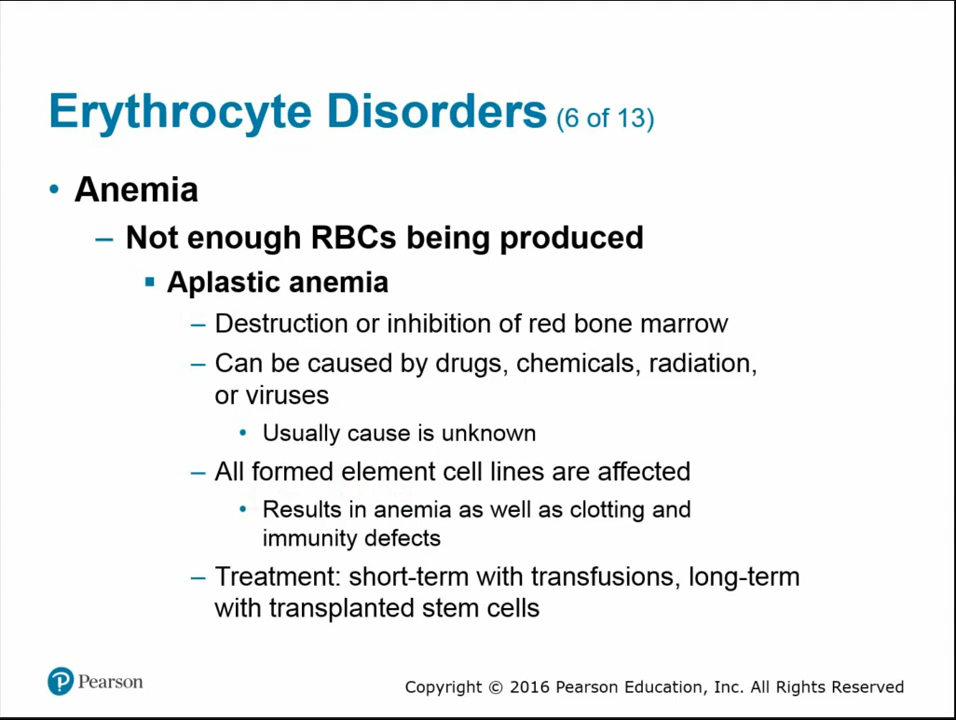 Erythrocyte Disorders (6 of 13)
• Anemia
– Not enough RBCs being produced
▪ Aplastic anemia
– Destruction or inhibition of red bone marrow
– Can be caused by drugs, chemicals, radiation,
or viruses
• Usually cause is unknown
– All formed element cell lines are affected
• Results in anemia as well as clotting and
immunity defects
– Treatment: short-term with transfusions, long-term
with transplanted stem cells
P Pearson
Copyright © 2016 Pearson Education, Inc. All Rights Reserved